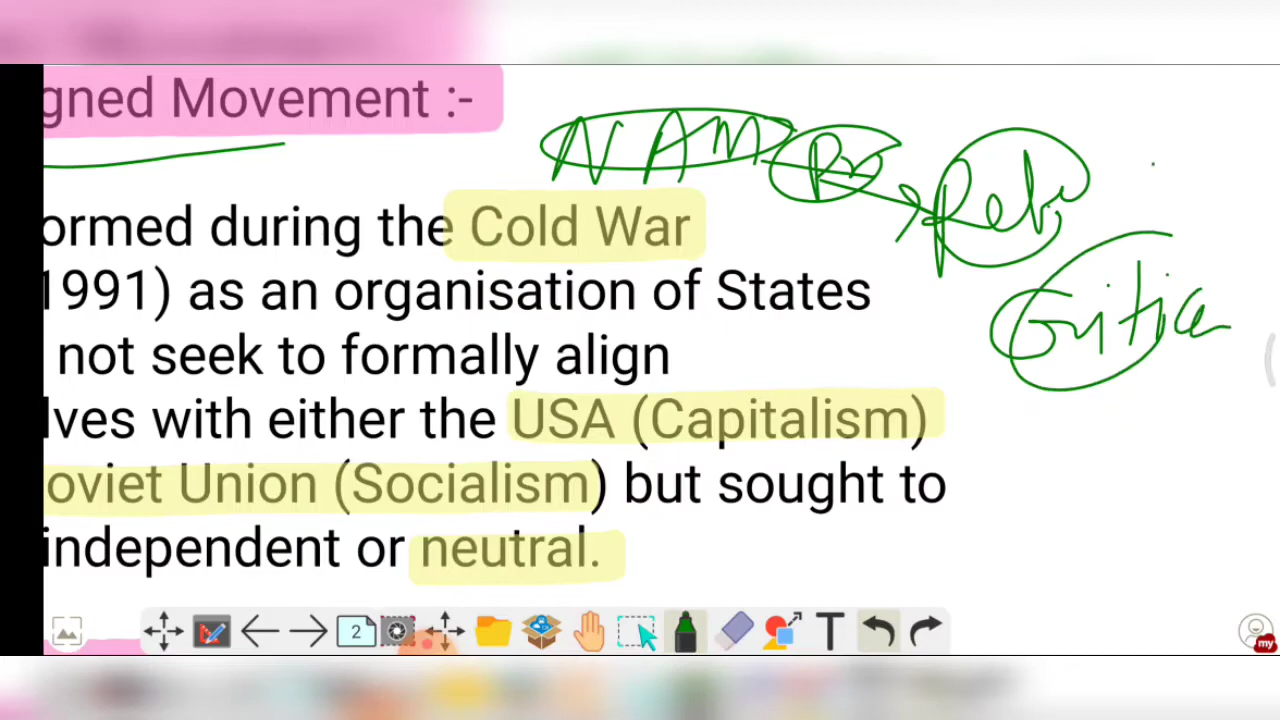 gned Movement :-
NAM
ormed during the Cold War
1991) as an organisation of States
not seek to formally align
lves with either the USA (Capitalism)
oviet Union (Socialism) but sought to
independent or neutral.
2
my